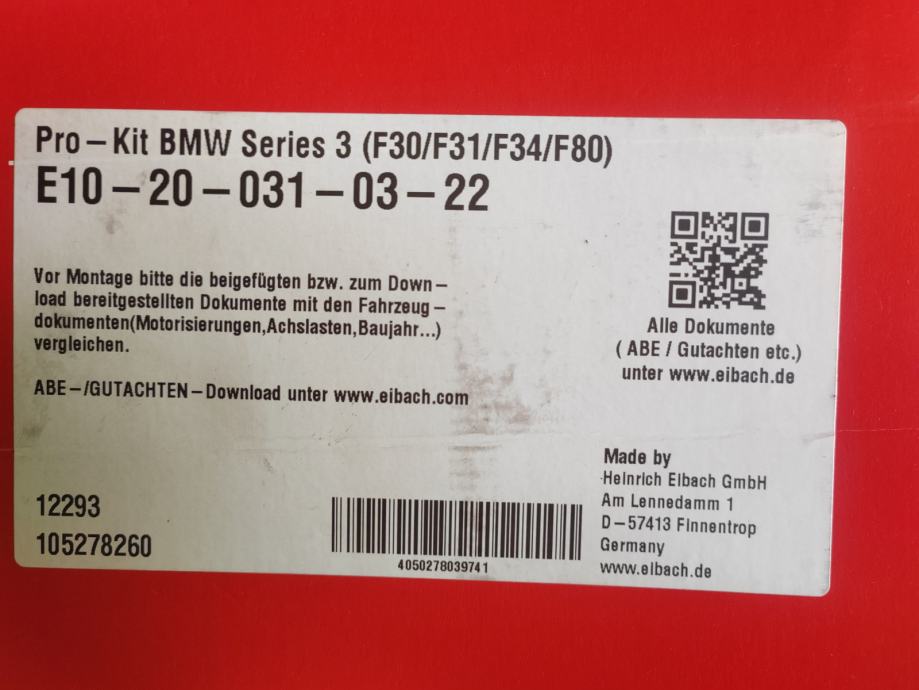 Pro-Kit BMW Series 3 (F30/F31/F34/F80)
E10-20-031-03-22
Vor Montage bitte die beigefügten bzw. zum Down-
load bereitgestellten Dokumente mit den Fahrzeug-
dokumenten(Motorisierungen,Achslasten,Baujahr...)
vergleichen.
ABE-/GUTACHTEN-Download unter www.eibach.com
Alle Dokumente
( ABE / Gutachten etc.)
unter www.eibach.de
12293
105278260
4050278039741
Made by
Heinrich Eibach GmbH
Am Lennedamm 1
D-57413 Finnentrop
Germany
www.eibach.de